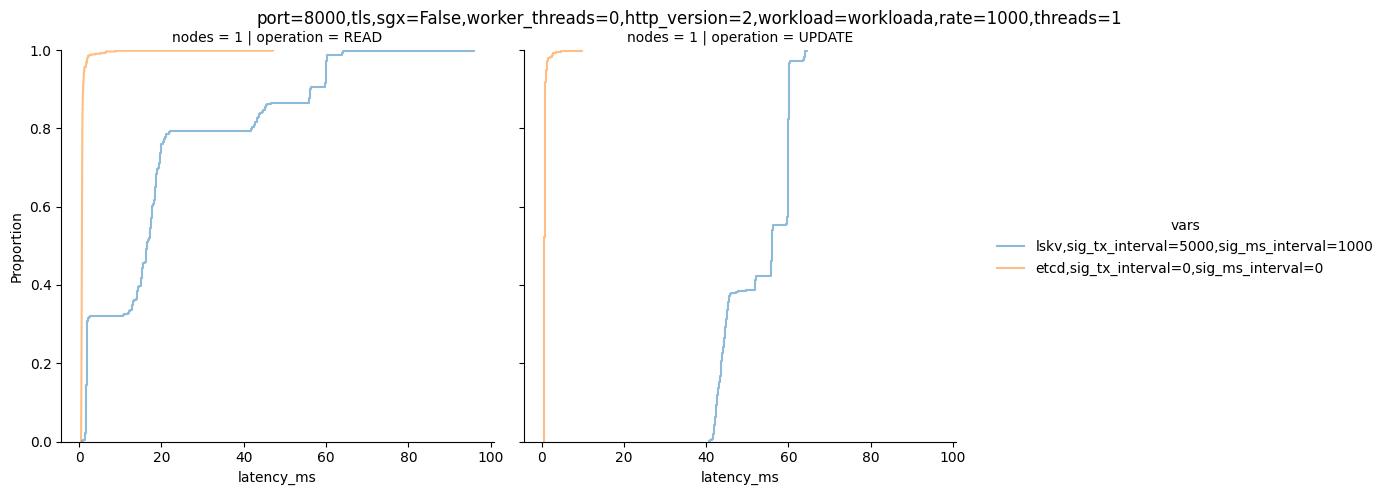 port=8000,tls,sgx=False,worker_threads=0,http_version=2,workload=workloada,rate=1000,threads=1
nodes = 1 | operation = READ
nodes = 1 | operation = UPDATE
1.0
0.8
0.6
0.4
0.2
0.0
Proportion
0 20 40 60 80 100
latency_ms
0 20 40 60 80 100
latency_ms
vars
lskv,sig_tx_interval=5000,sig_ms_interval=1000
etcd,sig_tx_interval=0,sig_ms_interval=0